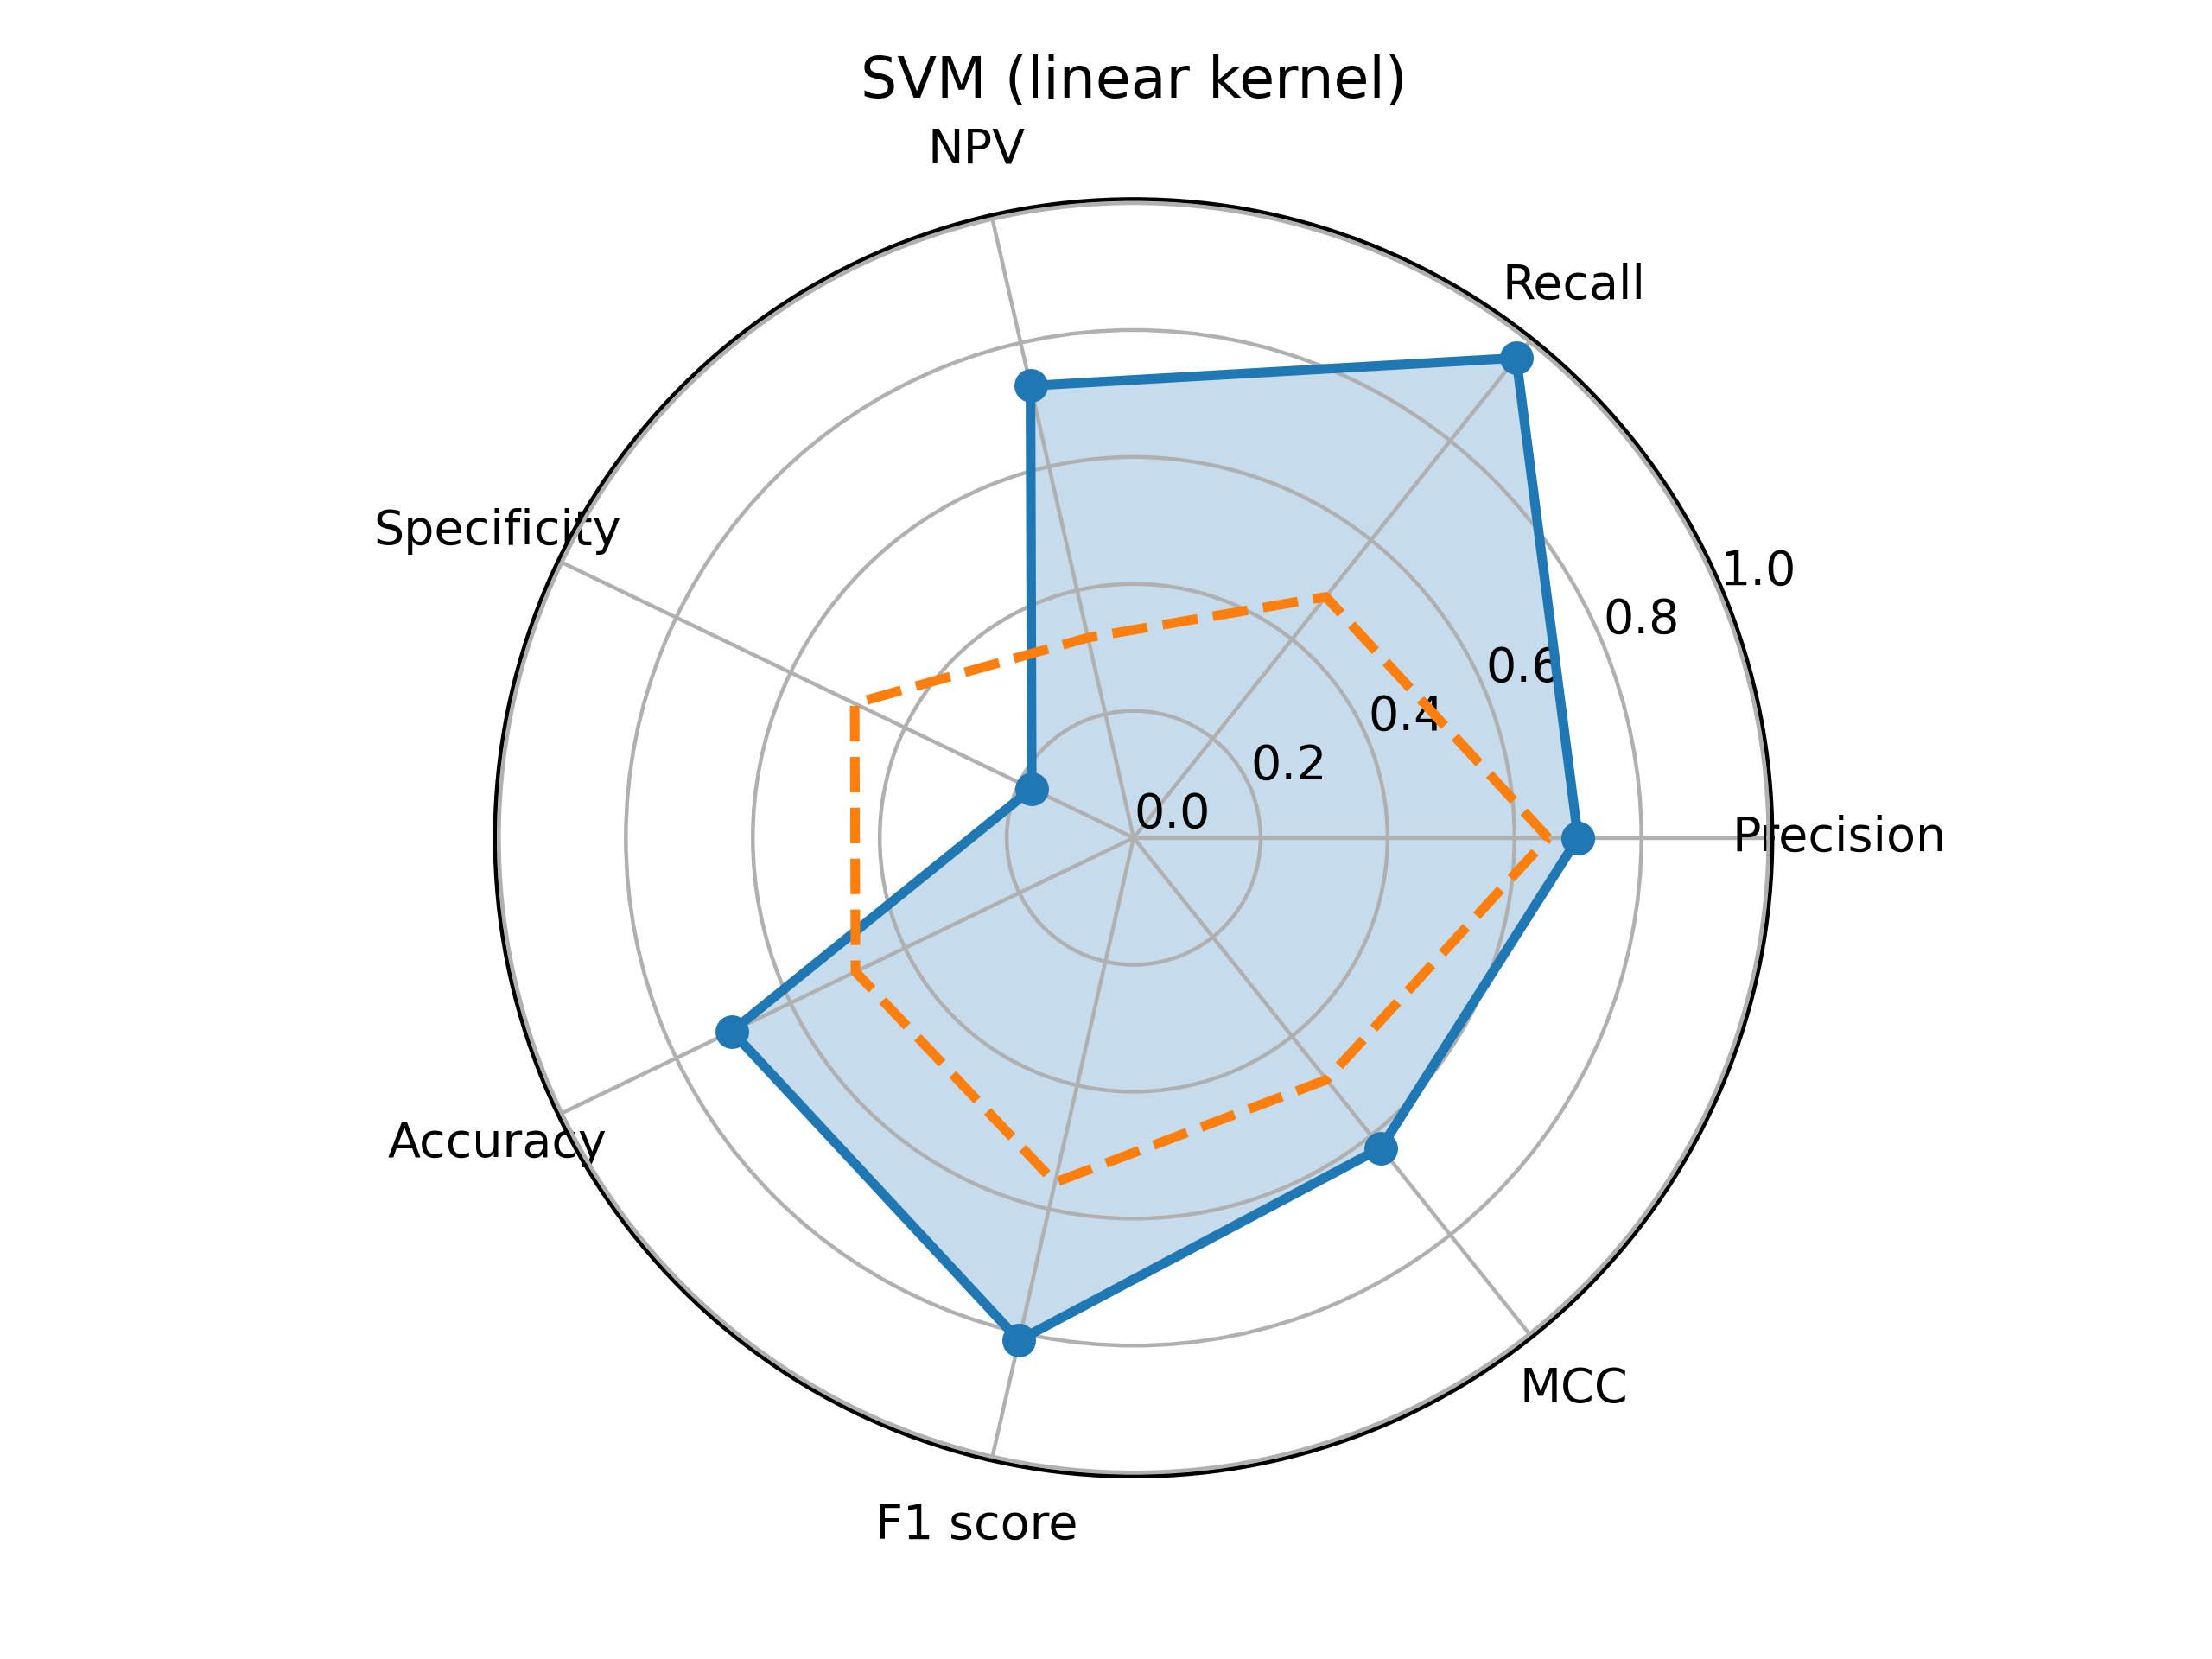 SVM (linear kernel)
NPV
Recall
Specificity
1.0
0.8
0.6
0.4
0.2
0.0
Precision
Accuracy
MCC
F1 score